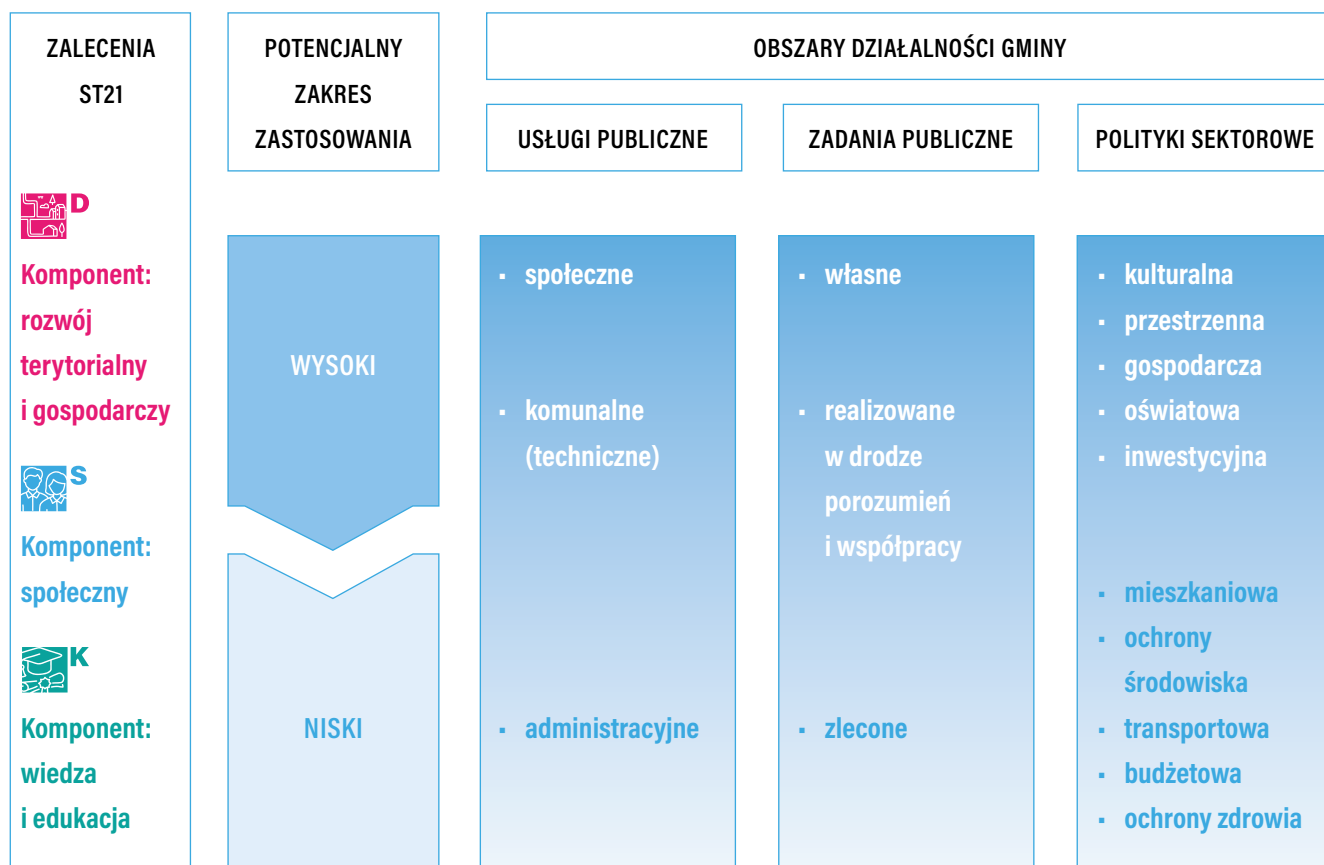 ZALECENIA
ST21
POTENCJALNY
ZAKRES
ZASTOSOWANIA
OBSZARY DZIAŁALNOŚCI GMINY
USŁUGI PUBLICZNE
ZADANIA PUBLICZNE
POLITYKI SEKTOROWE
D
Komponent:
rozwój
terytorialny
i gospodarczy
S
Komponent:
społeczny
K
Komponent:
wiedza
i edukacja
WYSOKI
NISKI
▪ społeczne
▪ komunalne
(techniczne)
▪ administracyjne
▪ własne
▪ realizowane
w drodze
porozumień
i współpracy
▪ zlecone
▪ kulturalna
▪ przestrzenna
▪ gospodarcza
▪ oświatowa
▪ inwestycyjna
▪ mieszkaniowa
▪ ochrony
środowiska
▪ transportowa
▪ budżetowa
▪ ochrony zdrowia